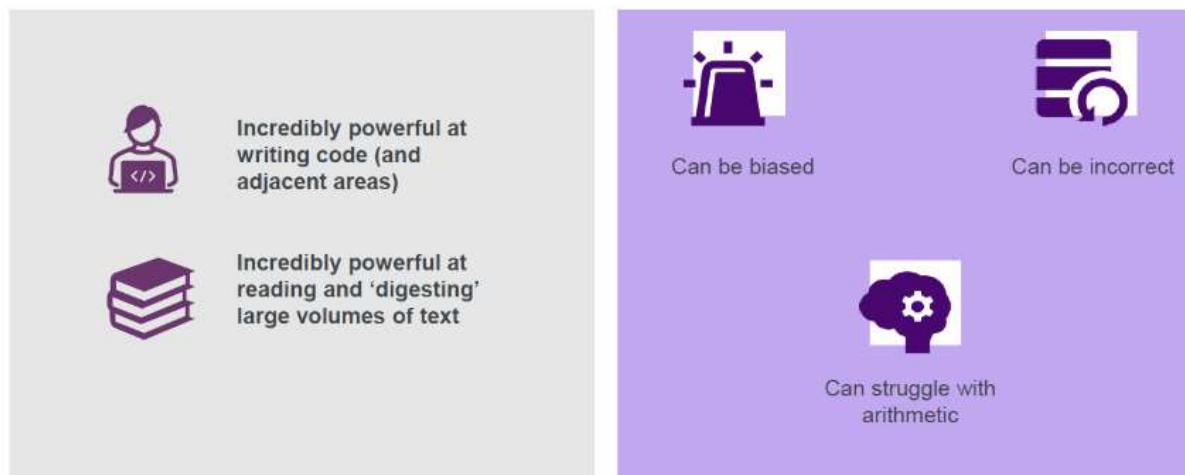 Incredibly powerful at
writing code (and
adjacent areas)
</>
Incredibly powerful at
reading and ‘digesting’
large volumes of text
Can be biased
Can be incorrect
Can struggle with
arithmetic